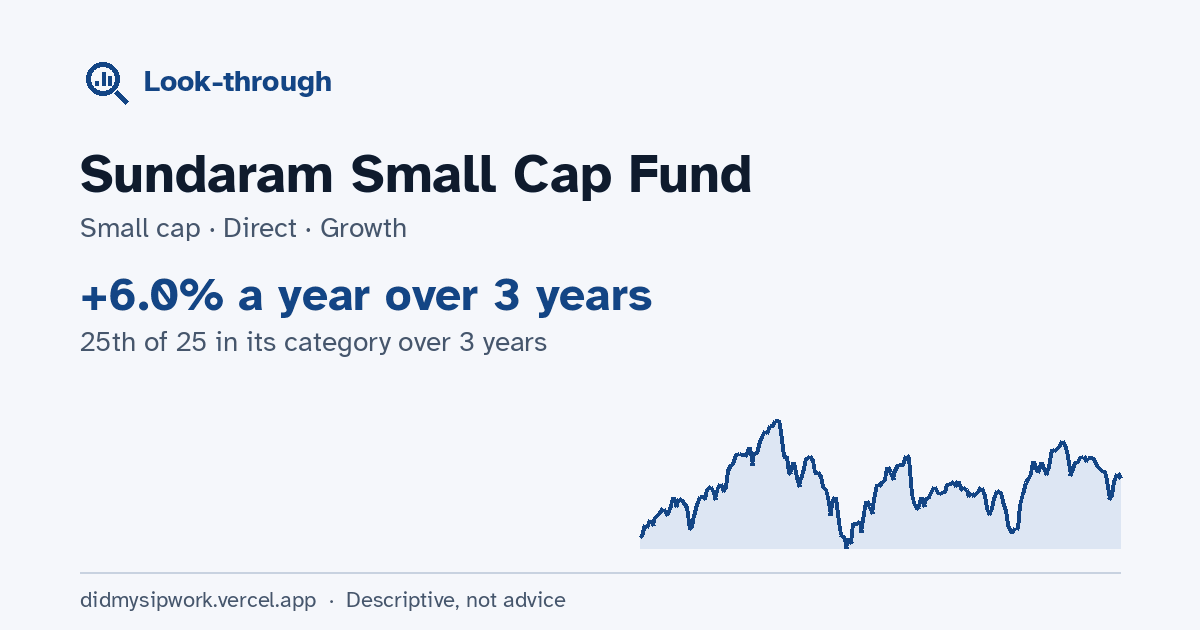 Look-through
Sundaram Small Cap Fund
Small cap · Direct · Growth
+6.0% a year over 3 years
25th of 25 in its category over 3 years
didmysipwork.vercel.app · Descriptive, not advice